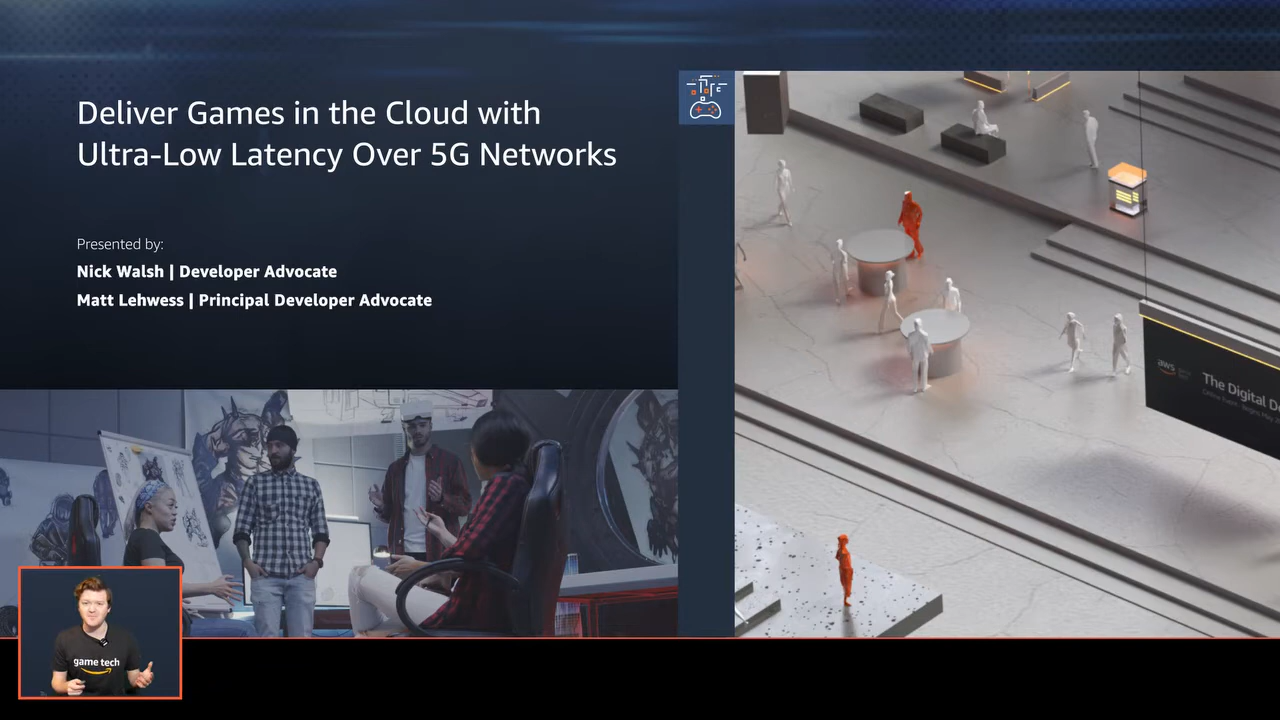 Deliver Games in the Cloud with
Ultra-Low Latency Over 5G Networks
Presented by:
Nick Walsh | Developer Advocate
Matt Lehwess | Principal Developer Advocate
aws
The Digital D
game tech